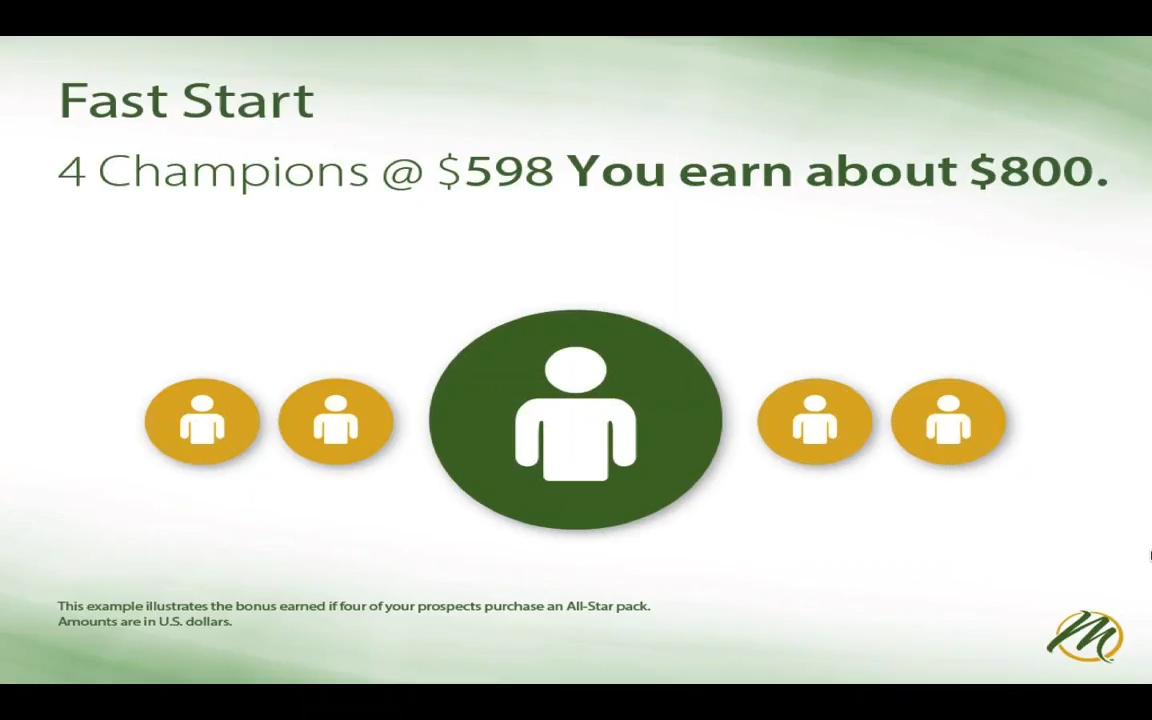 Fast Start
4 Champions @ $598 You earn about $800.
This example illustrates the bonus earned if four of your prospects purchase an All-Star pack.
Amounts are in U.S. dollars.
M